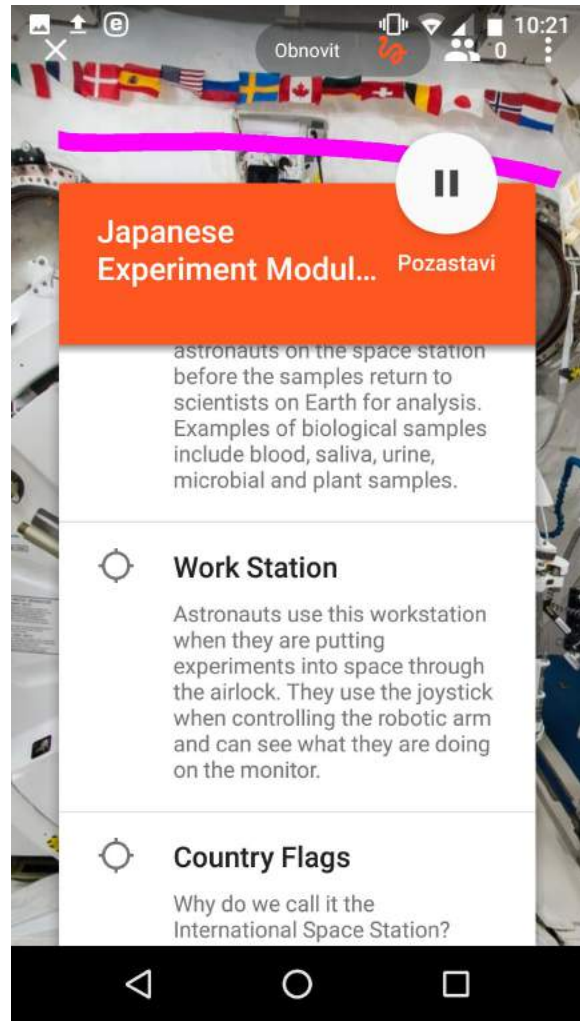 10:21
Obnovit
0
Japanese
Experiment Modul...
Pozastavi
astronauts on the space station
before the samples return to
scientists on Earth for analysis.
Examples of biological samples
include blood, saliva, urine,
microbial and plant samples.
Work Station
Astronauts use this workstation
when they are putting
experiments into space through
the airlock. They use the joystick
when controlling the robotic arm
and can see what they are doing
on the monitor.
Country Flags
Why do we call it the
International Space Station?